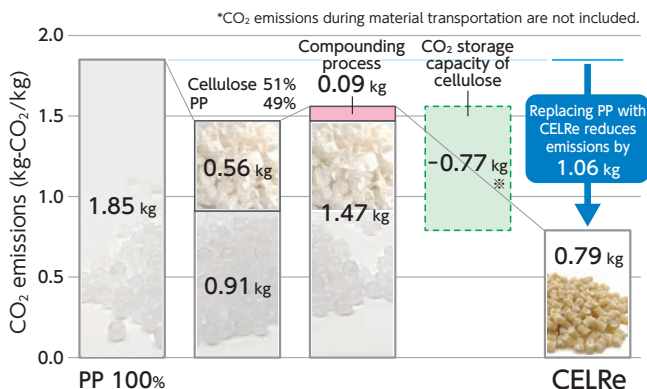 *CO₂ emissions during material transportation are not included.
CO₂ emissions (kg-CO₂/kg)
2.0
1.5
1.0
0.5
0.0
1.85 kg
PP 100%
Cellulose 51%
PP 49%
0.56 kg
0.91 kg
Compounding
process
0.09 kg
1.47 kg
CO₂ storage
capacity of
cellulose
-0.77 kg
※
Replacing PP with
CELRe reduces
emissions by
1.06 kg
0.79 kg
CELRe